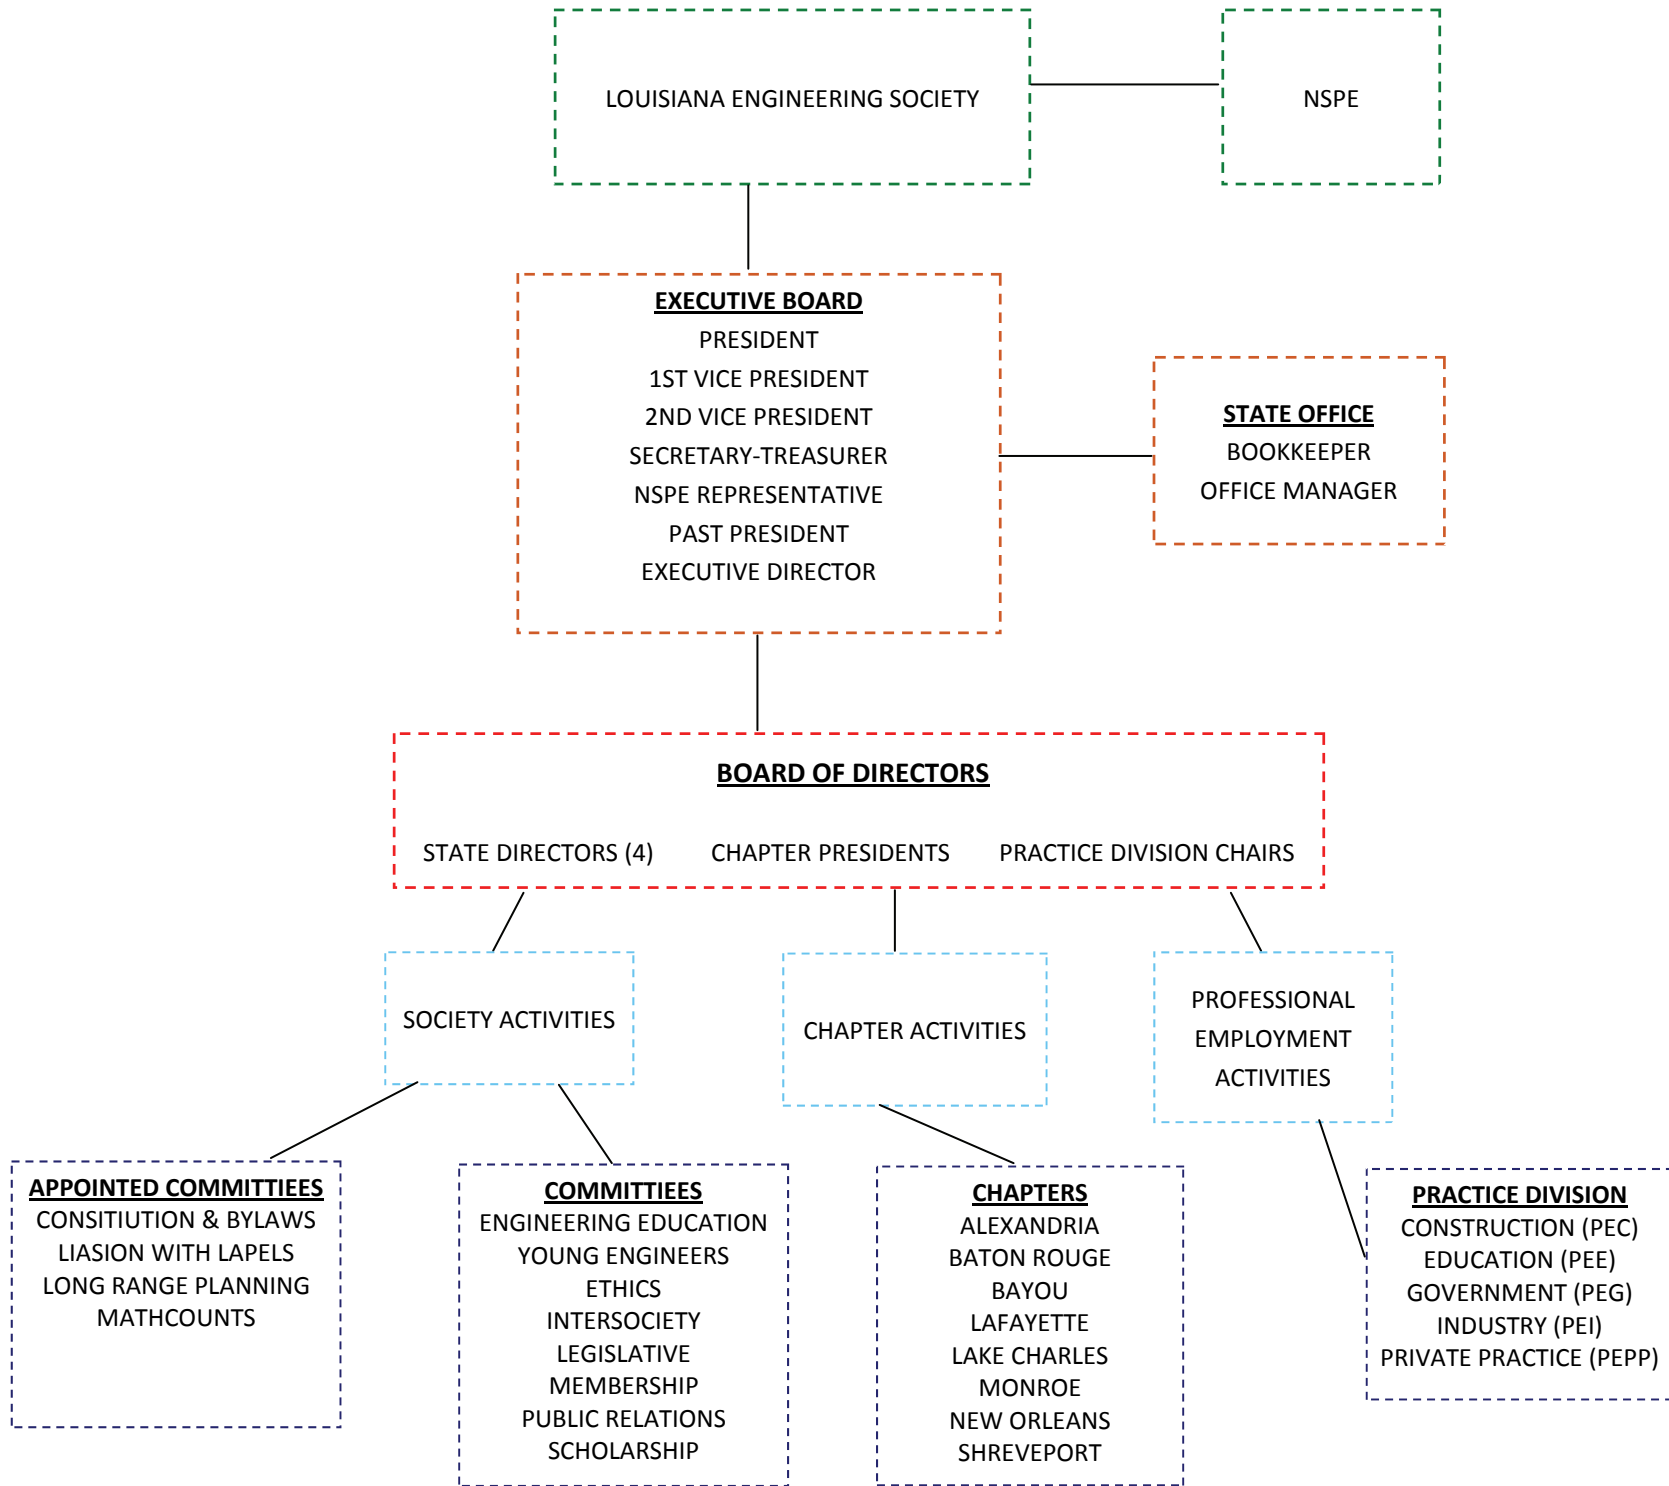 LOUISIANA ENGINEERING SOCIETY
NSPE
EXECUTIVE BOARD
PRESIDENT
1ST VICE PRESIDENT
2ND VICE PRESIDENT
SECRETARY-TREASURER
NSPE REPRESENTATIVE
PAST PRESIDENT
EXECUTIVE DIRECTOR
STATE OFFICE
BOOKKEEPER
OFFICE MANAGER
BOARD OF DIRECTORS
STATE DIRECTORS (4) CHAPTER PRESIDENTS PRACTICE DIVISION CHAIRS
SOCIETY ACTIVITIES
CHAPTER ACTIVITIES
PROFESSIONAL
EMPLOYMENT
ACTIVITIES
APPOINTED COMMITTIEES
CONSITIUTION & BYLAWS
LIASION WITH LAPELS
LONG RANGE PLANNING
MATHCOUNTS
COMMITTIEES
ENGINEERING EDUCATION
YOUNG ENGINEERS
ETHICS
INTERSOCIETY
LEGISLATIVE
MEMBERSHIP
PUBLIC RELATIONS
SCHOLARSHIP
CHAPTERS
ALEXANDRIA
BATON ROUGE
BAYOU
LAFAYETTE
LAKE CHARLES
MONROE
NEW ORLEANS
SHREVEPORT
PRACTICE DIVISION
CONSTRUCTION (PEC)
EDUCATION (PEE)
GOVERNMENT (PEG)
INDUSTRY (PEI)
PRIVATE PRACTICE (PEPP)